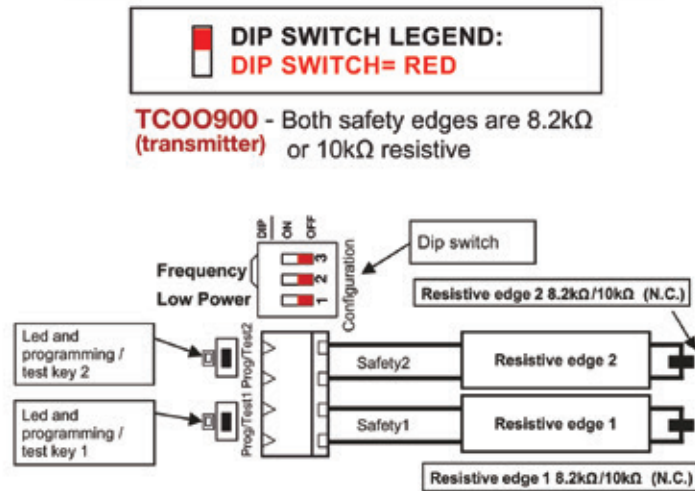 DIP SWITCH LEGEND:
DIP SWITCH= RED
TCOO900 - Both safety edges are 8.2kΩ
(transmitter) or 10kΩ resistive
DIP
ON
OFF
Dip switch
Frequency
Low Power
3
2
1
Configuration
Resistive edge 2 8.2kΩ/10kΩ (N.C.)
Led and
programming /
test key 2
Prog/Test2
Safety2
Resistive edge 2
Led and
programming /
test key 1
Prog/Test1
Safety1
Resistive edge 1
Resistive edge 1 8.2kΩ/10kΩ (N.C.)